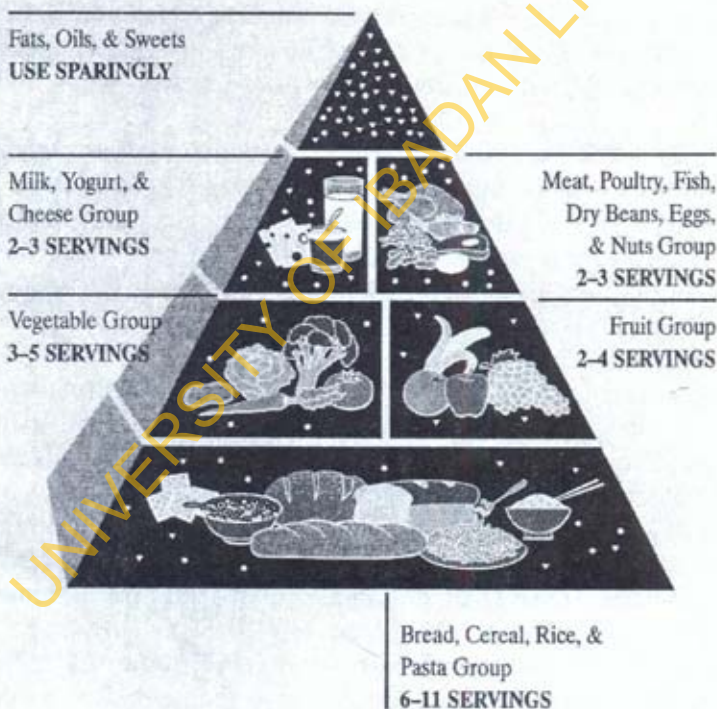 Fats, Oils, & Sweets
USE SPARINGLY
Milk, Yogurt, &
Cheese Group
2–3 SERVINGS
Meat, Poultry, Fish,
Dry Beans, Eggs,
& Nuts Group
2–3 SERVINGS
Vegetable Group
3–5 SERVINGS
Fruit Group
2–4 SERVINGS
Bread, Cereal, Rice, &
Pasta Group
6–11 SERVINGS
UNIVERSITY OF IBADAN LI